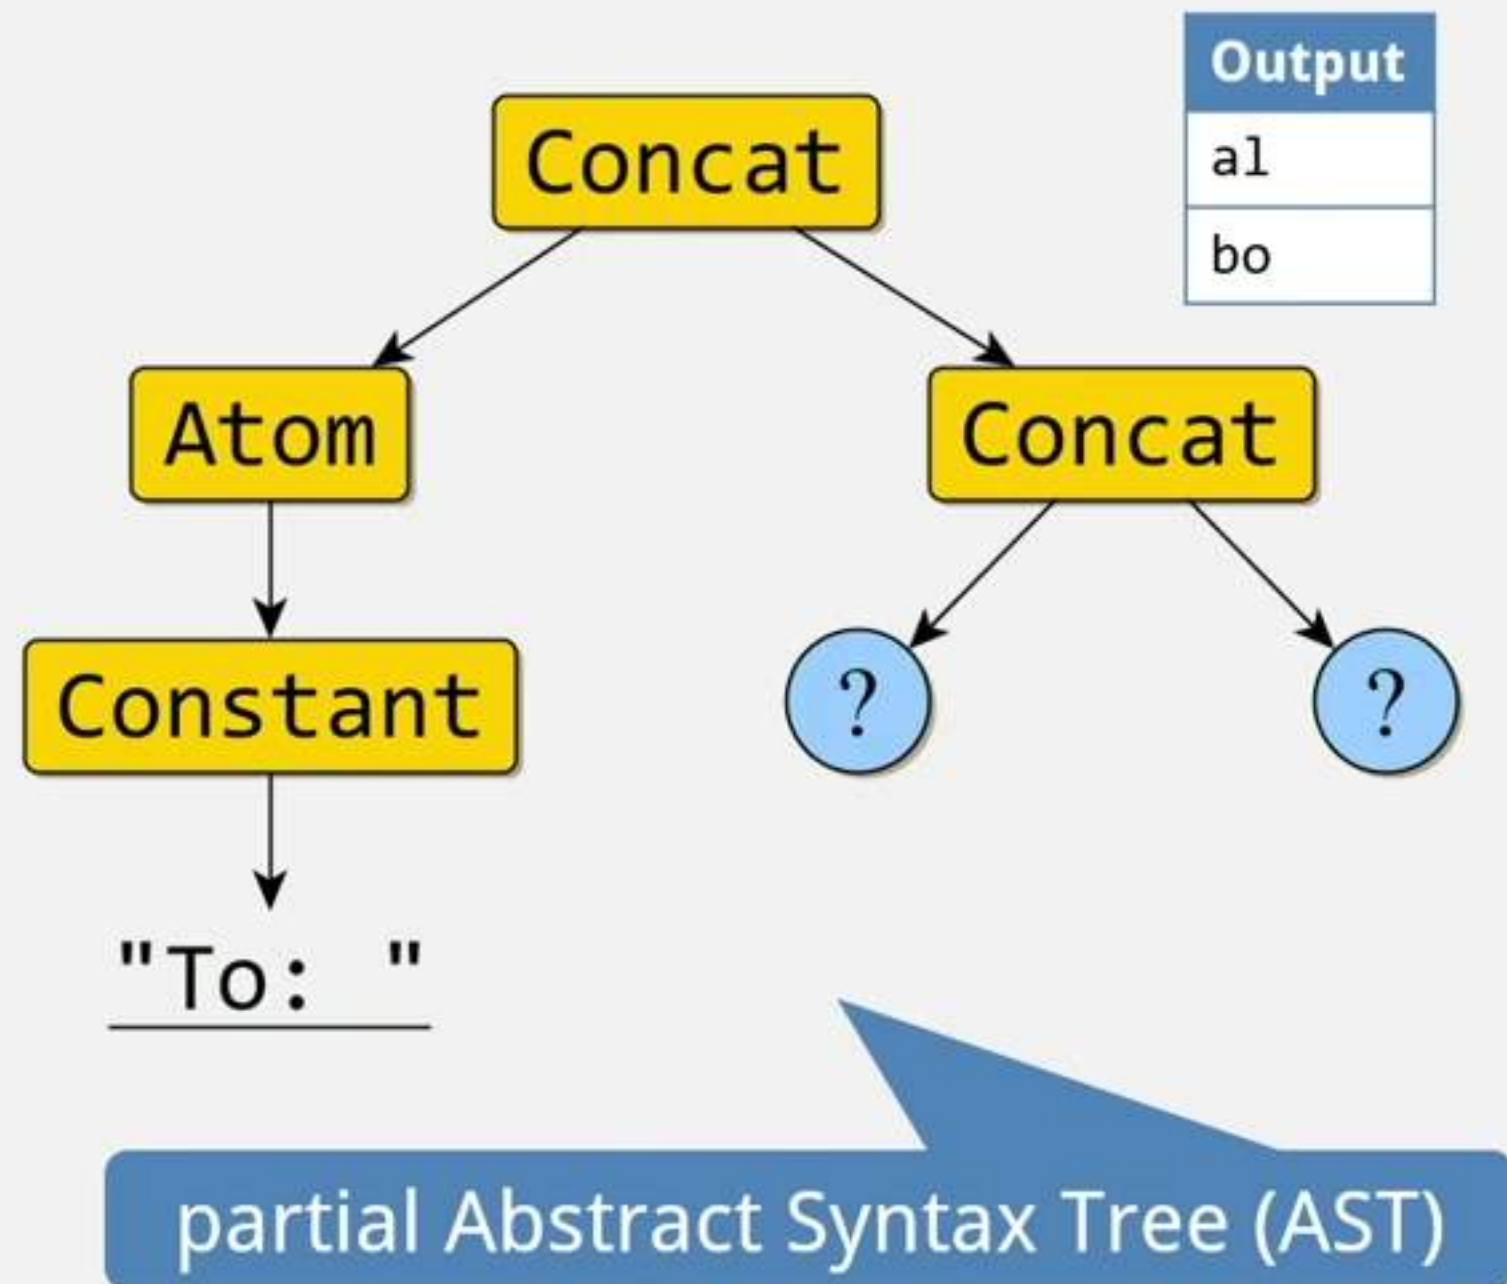 Output
al
bo
Concat
Atom
Concat
Constant
?
?
"To: "
partial Abstract Syntax Tree (AST)